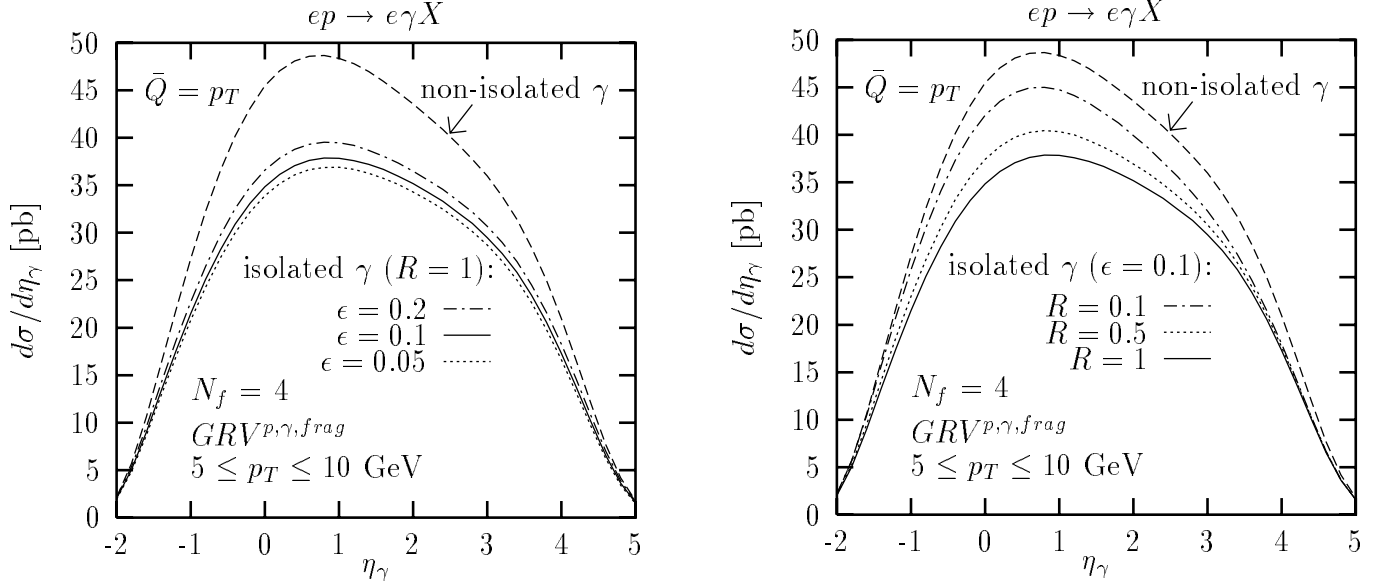 ep → eγX
50
45
40
35
30
25
20
15
10
5
0
dσ/dη_γ [pb]
Q̄ = p_T
non-isolated γ
isolated γ (R = 1):
ϵ = 0.2
ϵ = 0.1
ϵ = 0.05
N_f = 4
GRV^{p,γ,frag}
5 ≤ p_T ≤ 10 GeV
-2 -1 0 1 2 3 4 5
η_γ
ep → eγX
50
45
40
35
30
25
20
15
10
5
0
dσ/dη_γ [pb]
Q̄ = p_T
non-isolated γ
isolated γ (ϵ = 0.1):
R = 0.1
R = 0.5
R = 1
N_f = 4
GRV^{p,γ,frag}
5 ≤ p_T ≤ 10 GeV
-2 -1 0 1 2 3 4 5
η_γ